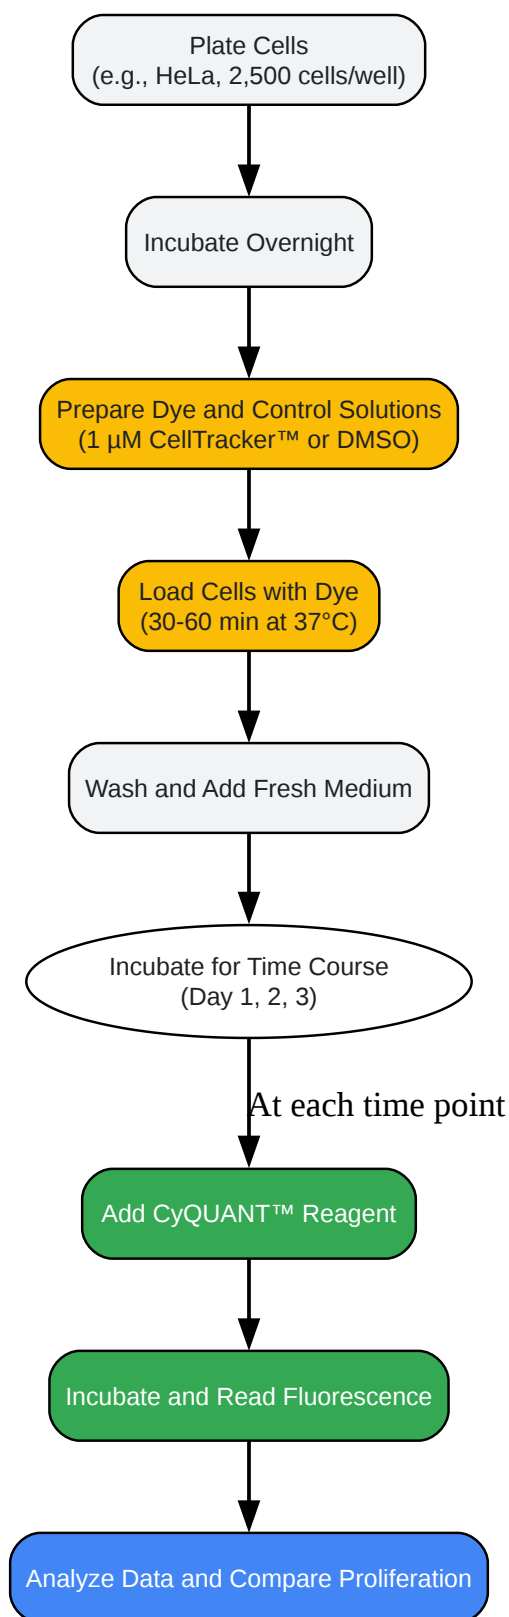 Plate Cells
(e.g., HeLa, 2,500 cells/well)
Incubate Overnight
Prepare Dye and Control Solutions
(1 µM CellTracker™ or DMSO)
Load Cells with Dye
(30-60 min at 37°C)
Wash and Add Fresh Medium
Incubate for Time Course
(Day 1, 2, 3)
At each time point
Add CyQUANT™ Reagent
Incubate and Read Fluorescence
Analyze Data and Compare Proliferation